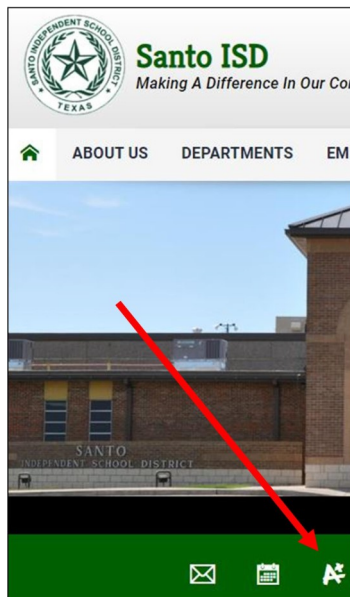 SANTO INDEPENDENT SCHOOL DISTRICT
TEXAS
Santo ISD
Making A Difference In Our Co
ABOUT US DEPARTMENTS EM
SANTO
INDEPENDENT SCHOOL DISTRICT
A+